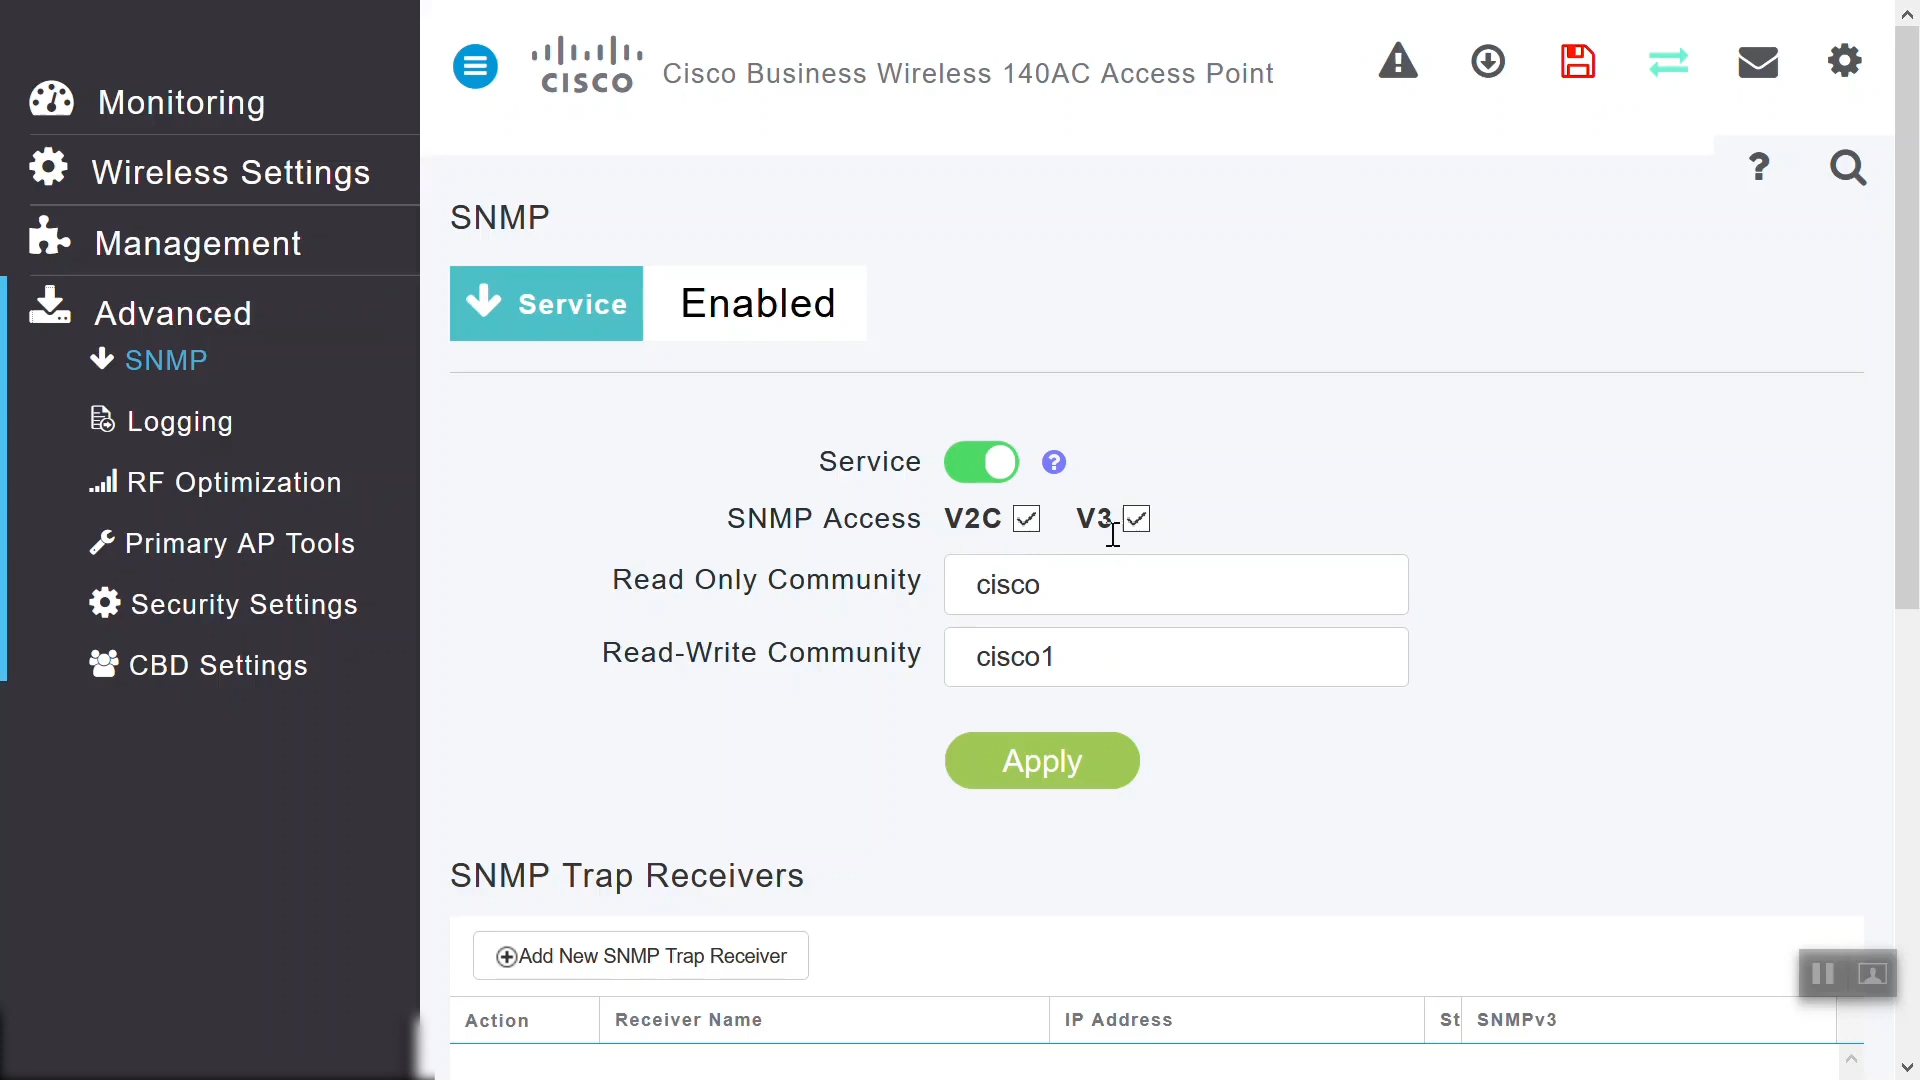 Monitoring
Wireless Settings
Management
Advanced
SNMP
Logging
RF Optimization
Primary AP Tools
Security Settings
CBD Settings
CISCO
Cisco Business Wireless 140AC Access Point
?
SNMP
Service Enabled
Service ?
SNMP Access V2C V3
Read Only Community cisco
Read-Write Community cisco1
Apply
SNMP Trap Receivers
Add New SNMP Trap Receiver
Action Receiver Name IP Address St SNMPv3